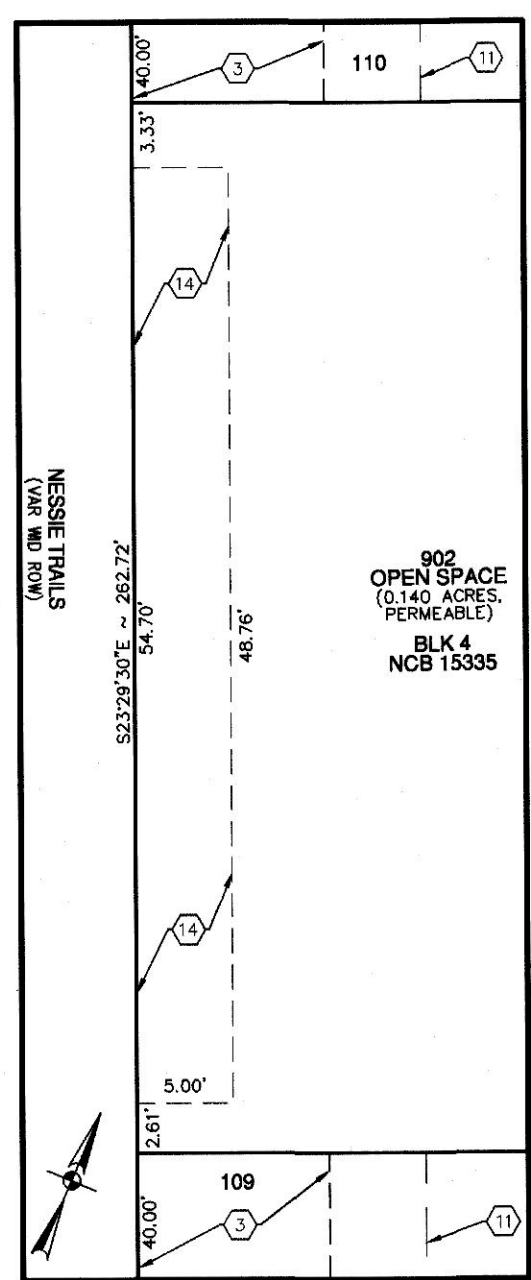 40.00'
3
110
11
3.33'
14
NESSIE TRAILS
(VAR WID ROW)
S23°29'30"E ~ 262.72'
54.70'
48.76'
902
OPEN SPACE
(0.140 ACRES,
PERMEABLE)
BLK 4
NCB 15335
14
5.00'
2.61'
109
40.00'
3
11